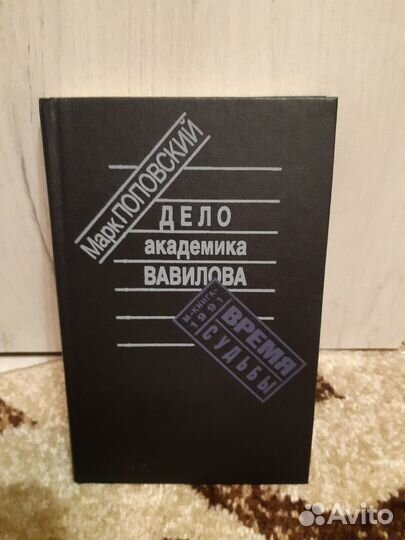 Марк ПОПОВСКИЙ
ДЕЛО
академика
ВАВИЛОВА
М•«КНИГА»
1991
ВРЕМЯ
СУДЬБЫ
Avito